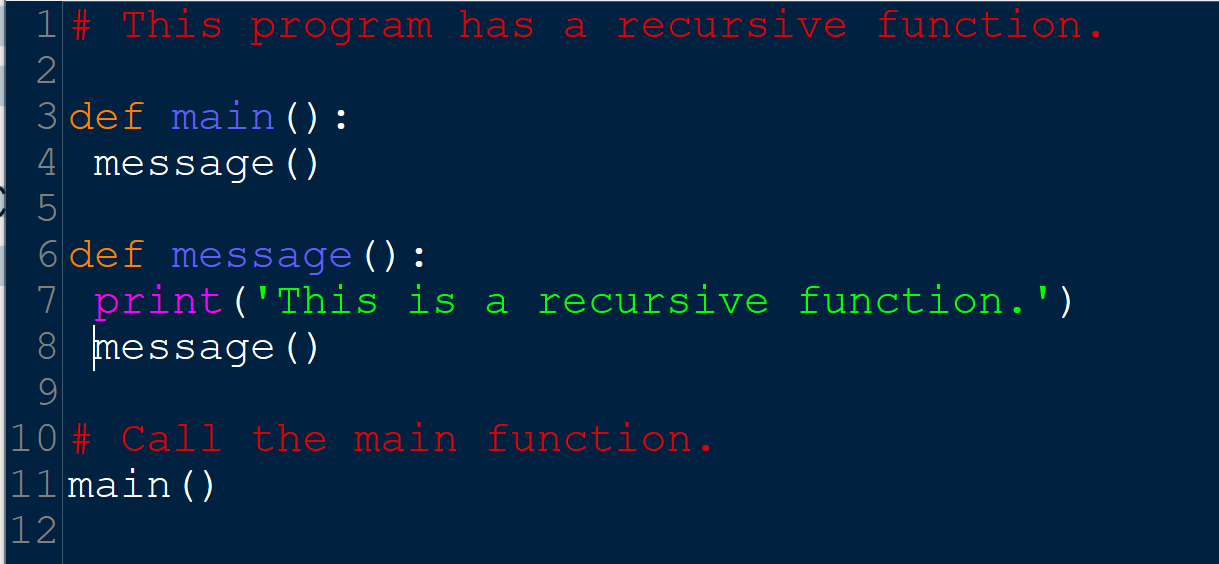 1 # This program has a recursive function.
2
3 def main():
4  message()
5
6 def message():
7  print('This is a recursive function.')
8  message()
9
10 # Call the main function.
11 main()
12